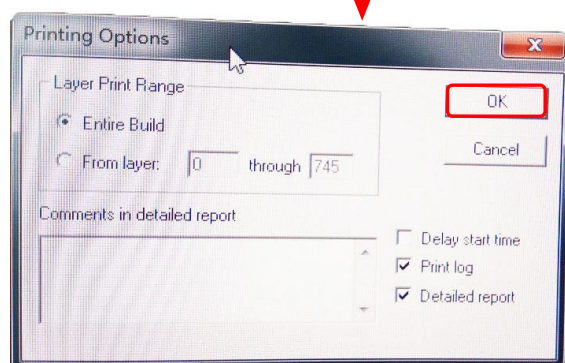 Printing Options
Layer Print Range
Entire Build
From layer: 0 through 745
OK
Cancel
Comments in detailed report
Delay start time
Print log
Detailed report